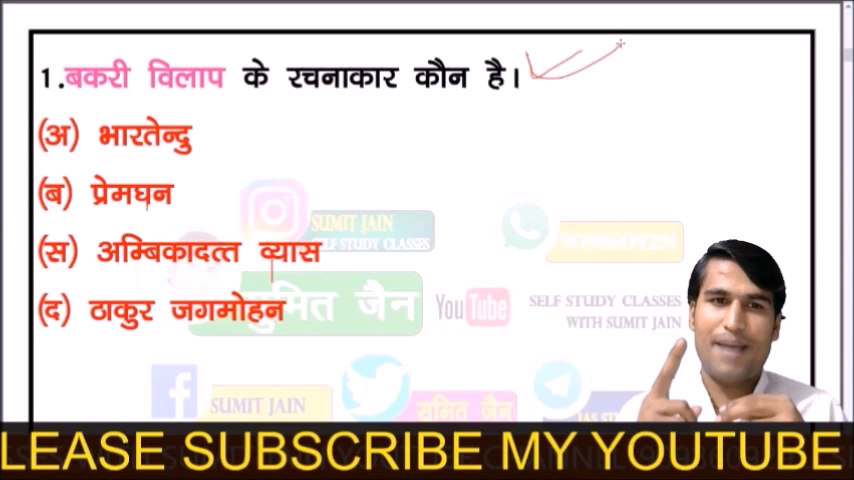 1.बकरी विलाप के रचनाकार कौन है।
(अ) भारतेन्दु
(ब) प्रेमघन
(स) अम्बिकादत्त व्यास
(द) ठाकुर जगमोहन
SUMIT JAIN
SELF STUDY CLASSES
सुमित जैन
YouTube
SELF STUDY CLASSES
WITH SUMIT JAIN
SUMIT JAIN
सुमित जैन
LEASE SUBSCRIBE MY YOUTUBE